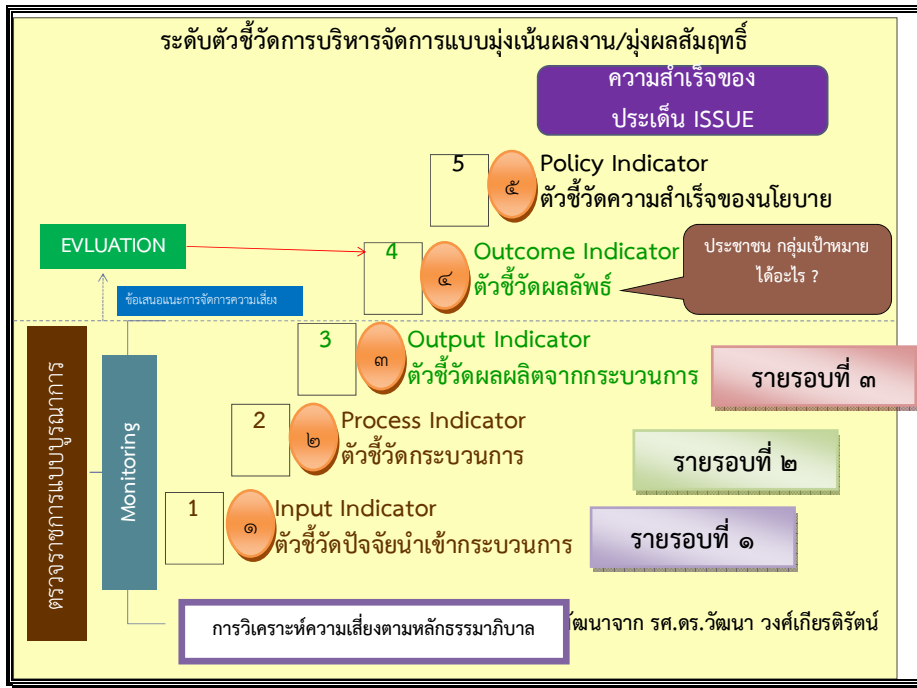 ระดับตัวชี้วัดการบริหารจัดการแบบมุ่งเน้นผลงาน/มุ่งผลสัมฤทธิ์
ความสำเร็จของ
ประเด็น ISSUE
5
๕
Policy Indicator
ตัวชี้วัดความสำเร็จของนโยบาย
EVLUATION
4
๔
Outcome Indicator
ตัวชี้วัดผลลัพธ์
ประชาชน กลุ่มเป้าหมาย
ได้อะไร ?
ข้อเสนอแนะการจัดการความเสี่ยง
3
๓
Output Indicator
ตัวชี้วัดผลผลิตจากกระบวนการ
รายรอบที่ ๓
2
๒
Process Indicator
ตัวชี้วัดกระบวนการ
รายรอบที่ ๒
1
๑
Input Indicator
ตัวชี้วัดปัจจัยนำเข้ากระบวนการ
รายรอบที่ ๑
ตรวจราชการแบบบูรณาการ
Monitoring
การวิเคราะห์ความเสี่ยงตามหลักธรรมาภิบาล
พัฒนาจาก รศ.ดร.วัฒนา วงศ์เกียรติรัตน์